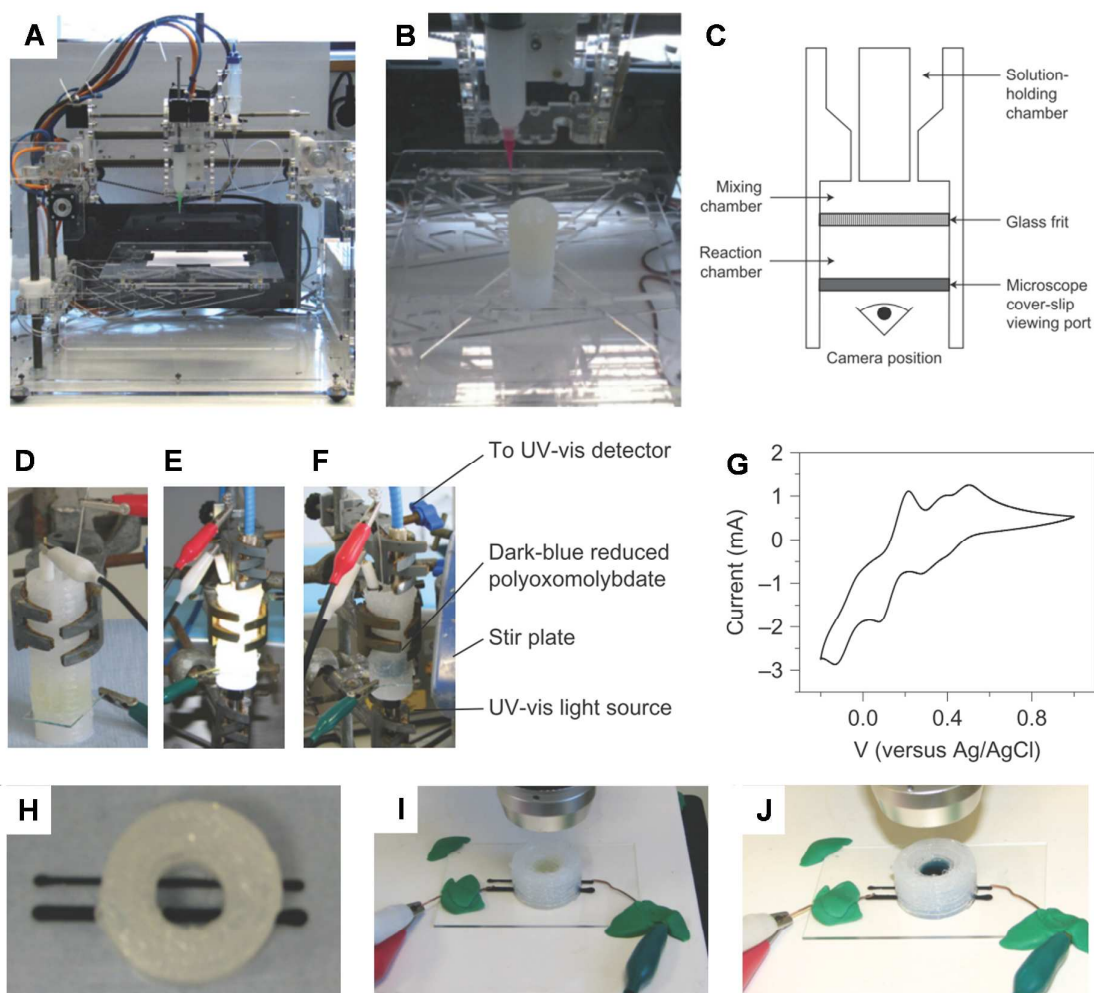 A
B
C
Solution-
holding
chamber
Mixing
chamber
Glass frit
Reaction
chamber
Microscope
cover-slip
viewing port
Camera position
D
E
F
To UV-vis detector
Dark-blue reduced
polyoxomolybdate
Stir plate
UV-vis light source
G
2
1
0
–1
–2
–3
Current (mA)
0.0
0.4
0.8
V (versus Ag/AgCl)
H
I
J